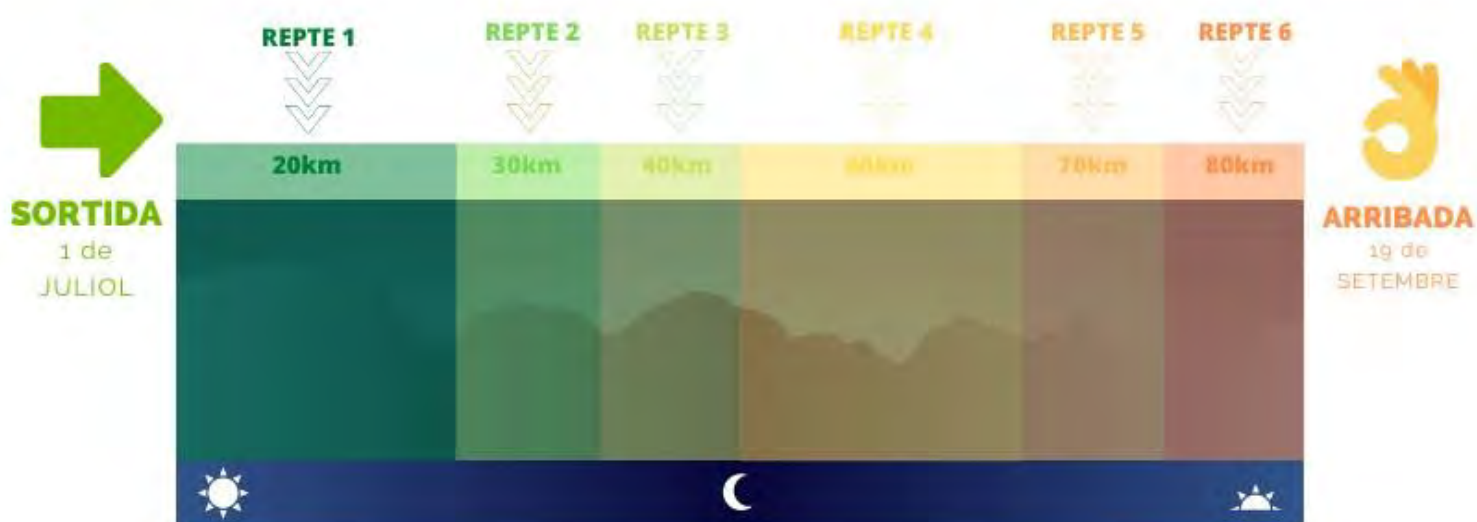 REPTE 1
REPTE 2
REPTE 3
REPTE 4
REPTE 5
REPTE 6
20km
30km
40km
60km
70km
80km
SORTIDA
1 de
JULIOL
ARRIBADA
19 de
SETEMBRE